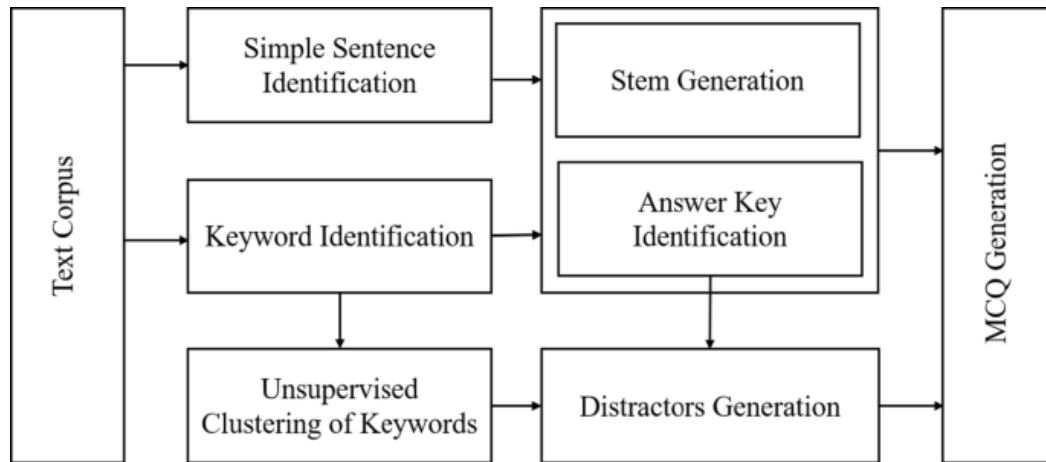 Text Corpus
Simple Sentence
Identification
Stem Generation
Keyword Identification
Answer Key
Identification
Unsupervised
Clustering of Keywords
Distractors Generation
MCQ Generation